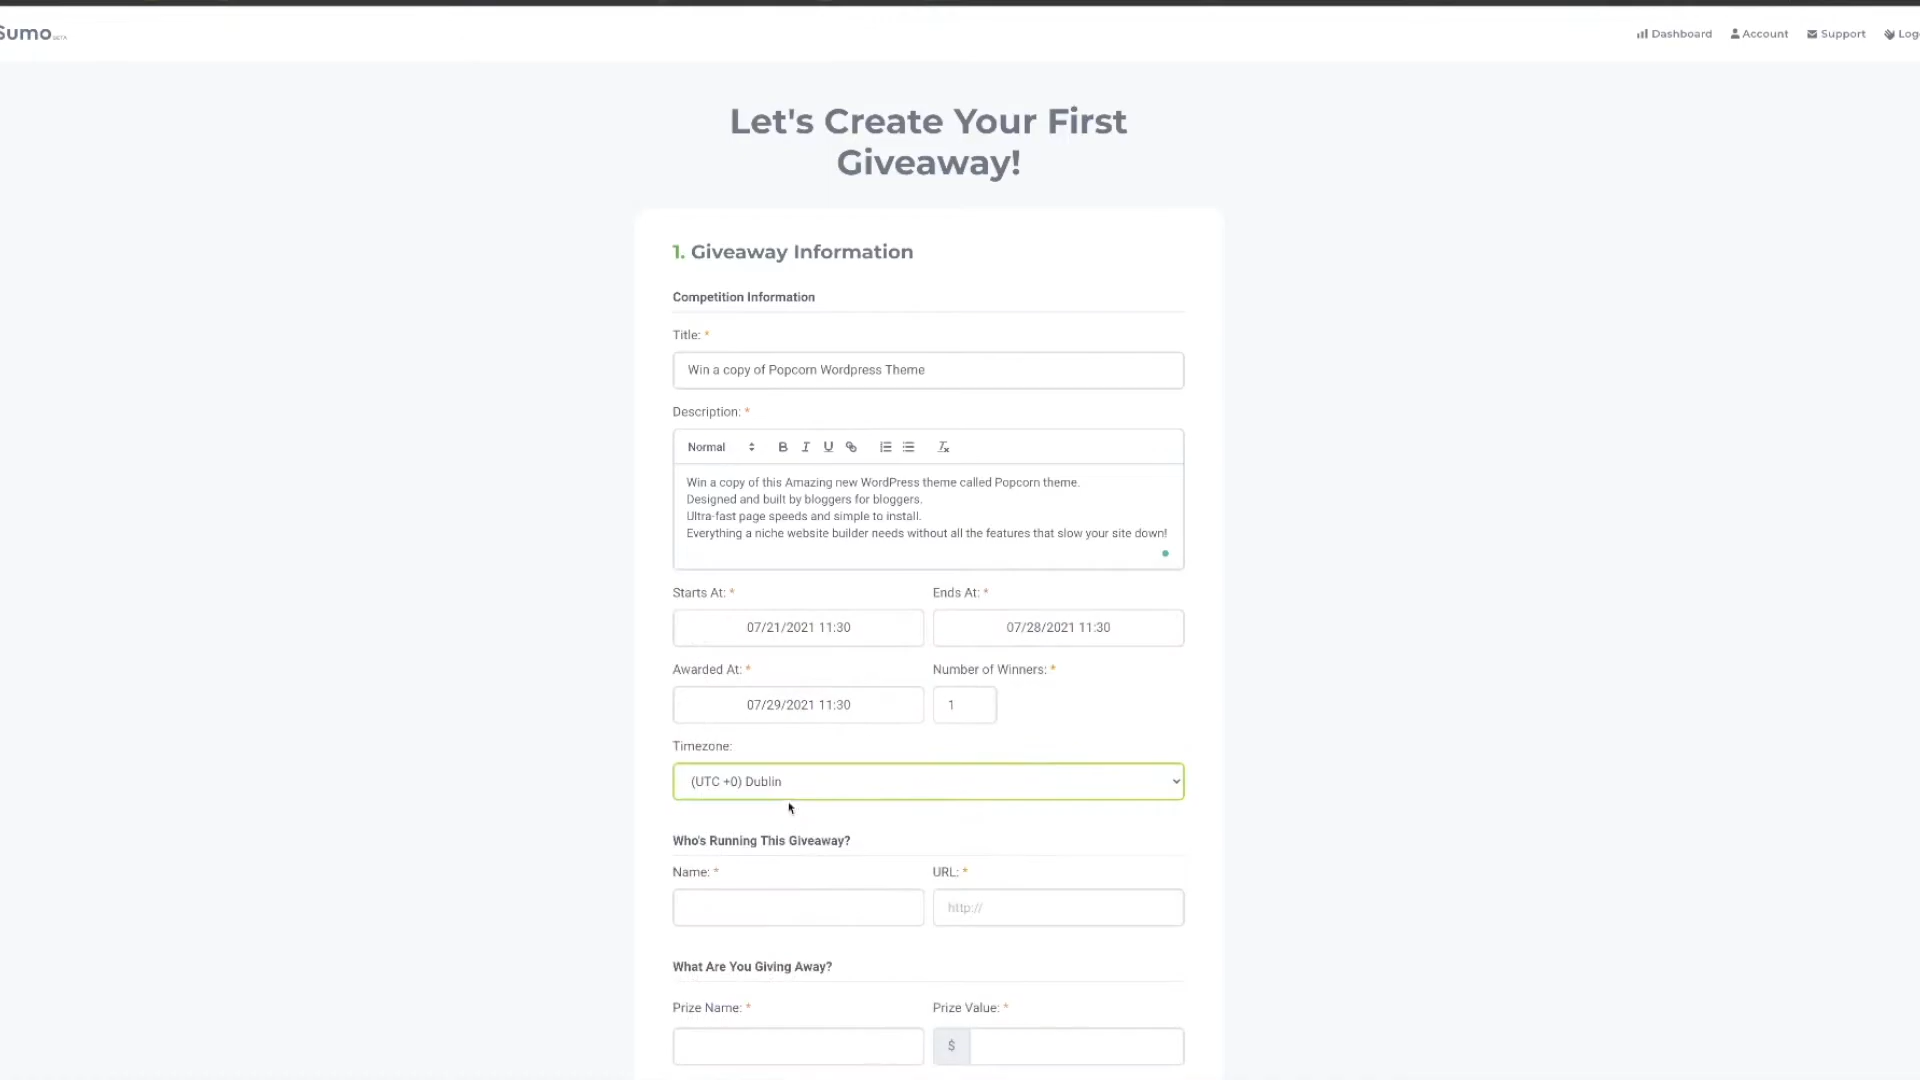 Sumo BETA
Dashboard
Account
Support
Let's Create Your First
Giveaway!
1. Giveaway Information
Competition Information
Title: *
Win a copy of Popcorn Wordpress Theme
Description: *
Normal
Win a copy of this Amazing new WordPress theme called Popcorn theme.
Designed and built by bloggers for bloggers.
Ultra-fast page speeds and simple to install.
Everything a niche website builder needs without all the features that slow your site down!
Starts At: *
Ends At: *
07/21/2021 11:30
07/28/2021 11:30
Awarded At: *
Number of Winners: *
07/29/2021 11:30
1
Timezone:
(UTC +0) Dublin
Who's Running This Giveaway?
Name: *
URL: *
http://
What Are You Giving Away?
Prize Name: *
Prize Value: *
$